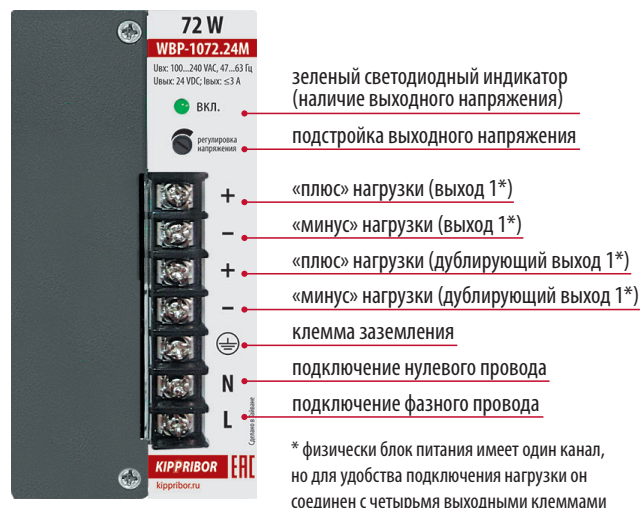 72 W
WBP-1072.24M
Uвх: 100...240 VAC, 47...63 Гц
Uвых: 24 VDC; Iвых: ≤3 А
ВКЛ.
регулировка
напряжения
+
–
+
–
N
L
Сделано в Тайване
KIPPRIBOR EAC
kippribor.ru
зеленый светодиодный индикатор
(наличие выходного напряжения)
подстройка выходного напряжения
«плюс» нагрузки (выход 1*)
«минус» нагрузки (выход 1*)
«плюс» нагрузки (дублирующий выход 1*)
«минус» нагрузки (дублирующий выход 1*)
клемма заземления
подключение нулевого провода
подключение фазного провода
* физически блок питания имеет один канал,
но для удобства подключения нагрузки он
соединен с четырьмя выходными клеммами